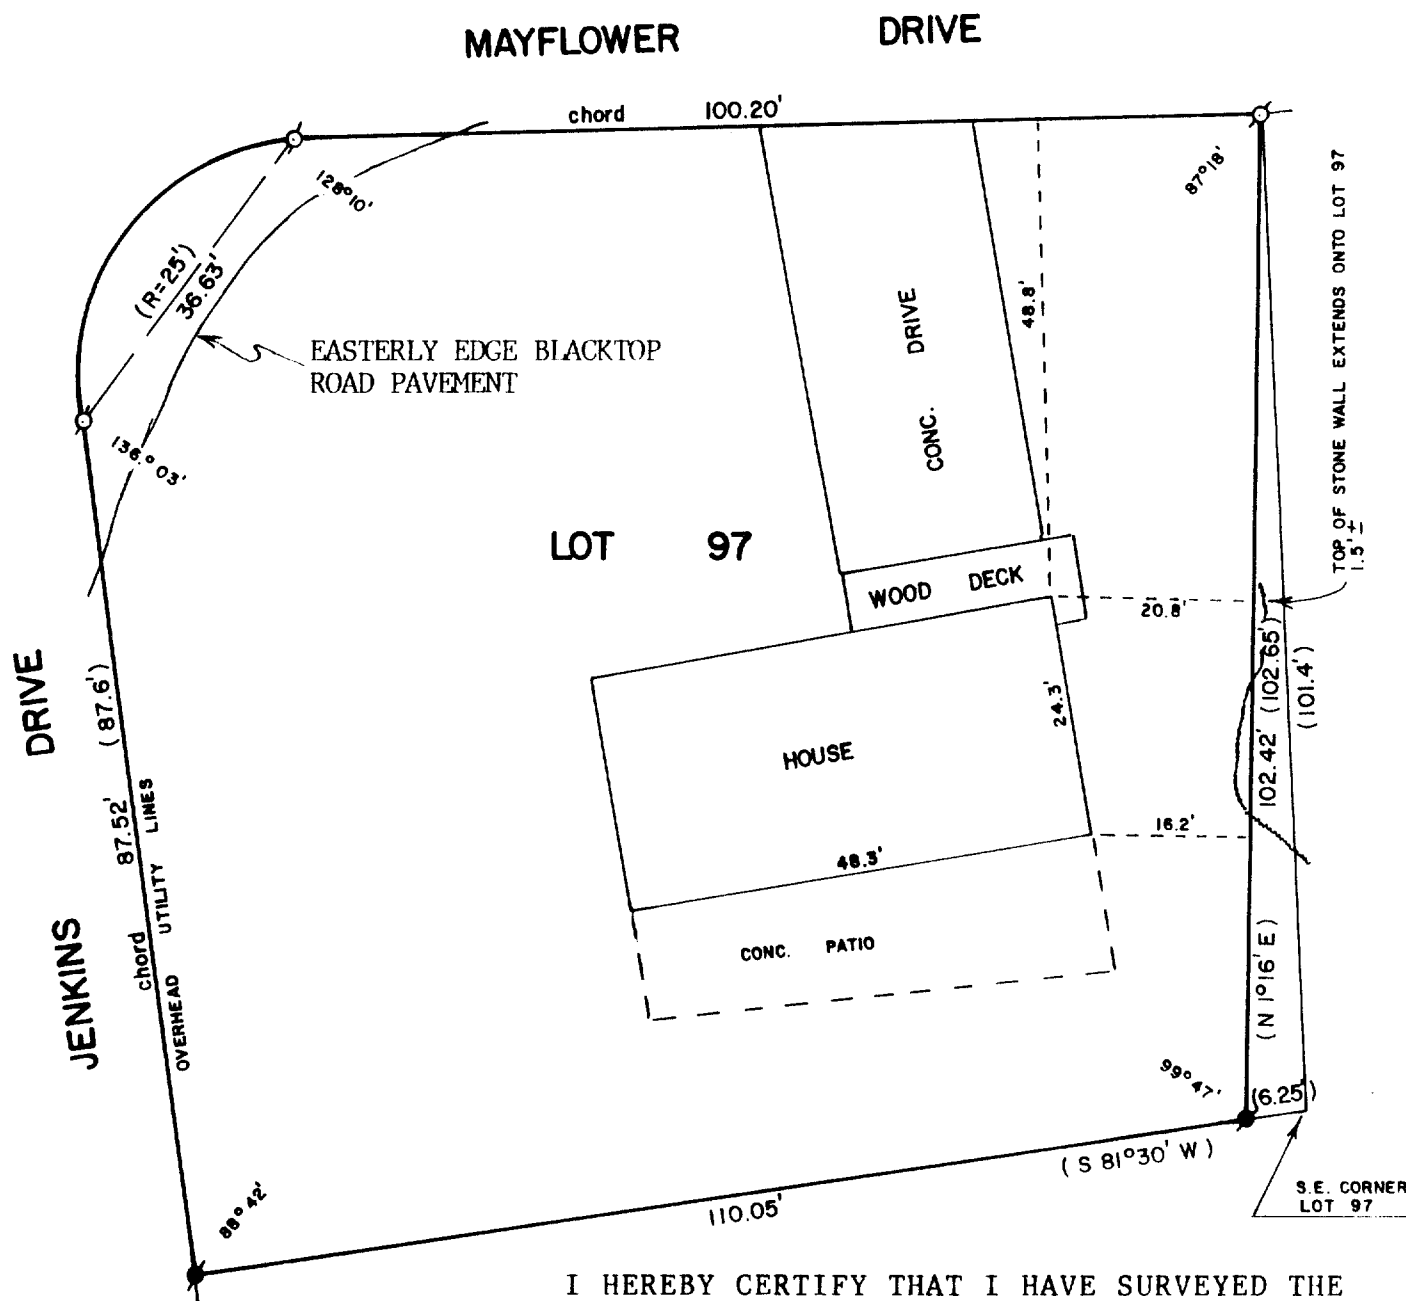 MAYFLOWER DRIVE
chord 100.20'
128°10'
87°18'
(R=25')
36.63'
EASTERLY EDGE BLACKTOP
ROAD PAVEMENT
136.°03'
CONC. DRIVE
48.8'
TOP OF STONE WALL EXTENDS ONTO LOT 97
1.5'±
LOT 97
WOOD DECK
20.8'
24.3'
HOUSE
48.3'
16.2'
CONC. PATIO
102.42' (102.65')
(101.4')
(N 1°16' E)
JENKINS DRIVE
chord 87.52' (87.6')
OVERHEAD UTILITY LINES
99°47'
(6.25')
(S 81°30' W)
S.E. CORNER
LOT 97
88°42'
110.05'
I HEREBY CERTIFY THAT I HAVE SURVEYED THE